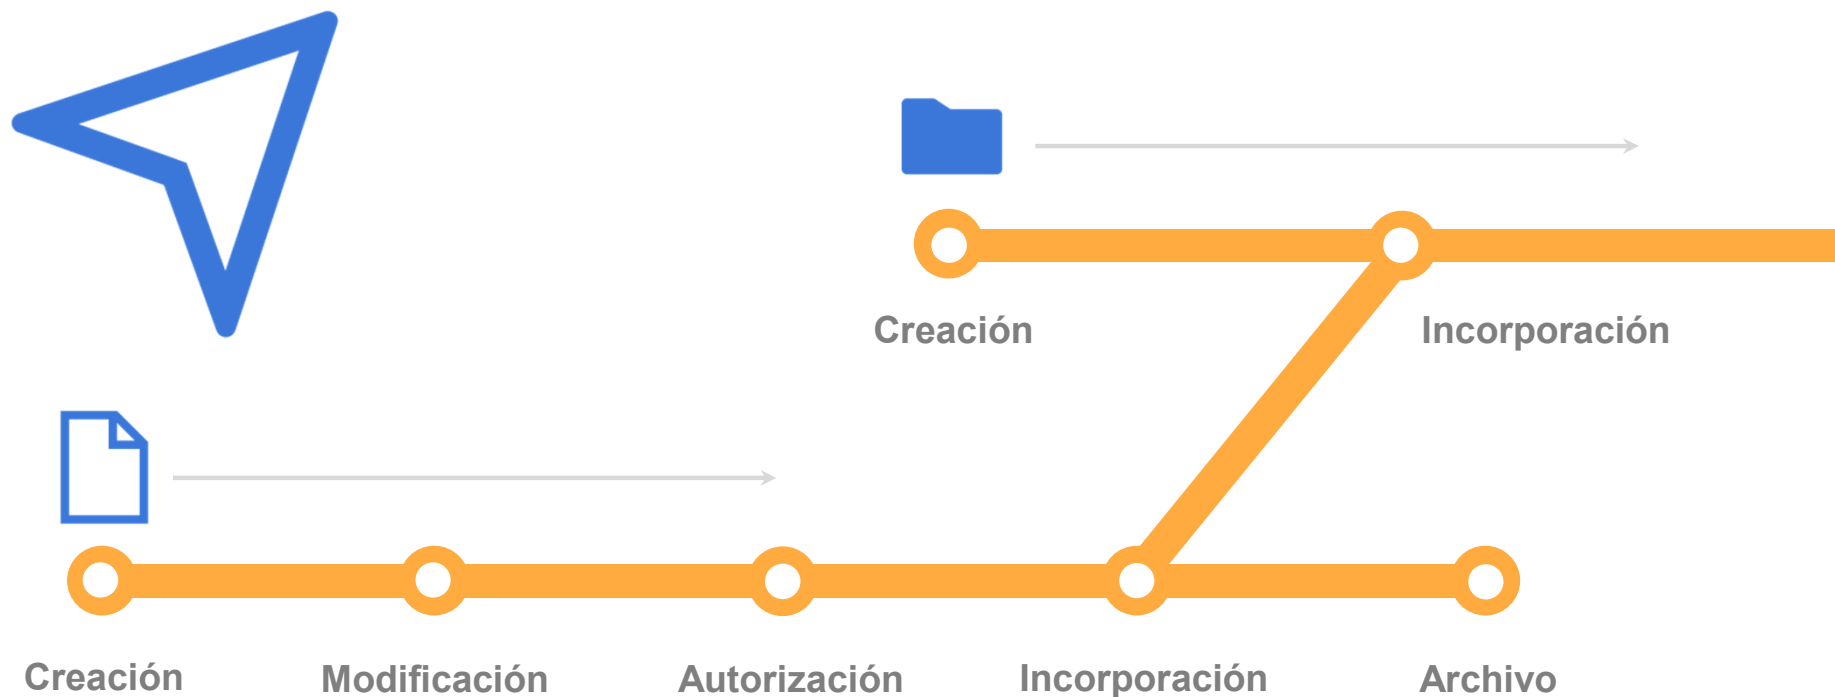 Creación
Incorporación
Creación
Modificación
Autorización
Incorporación
Archivo